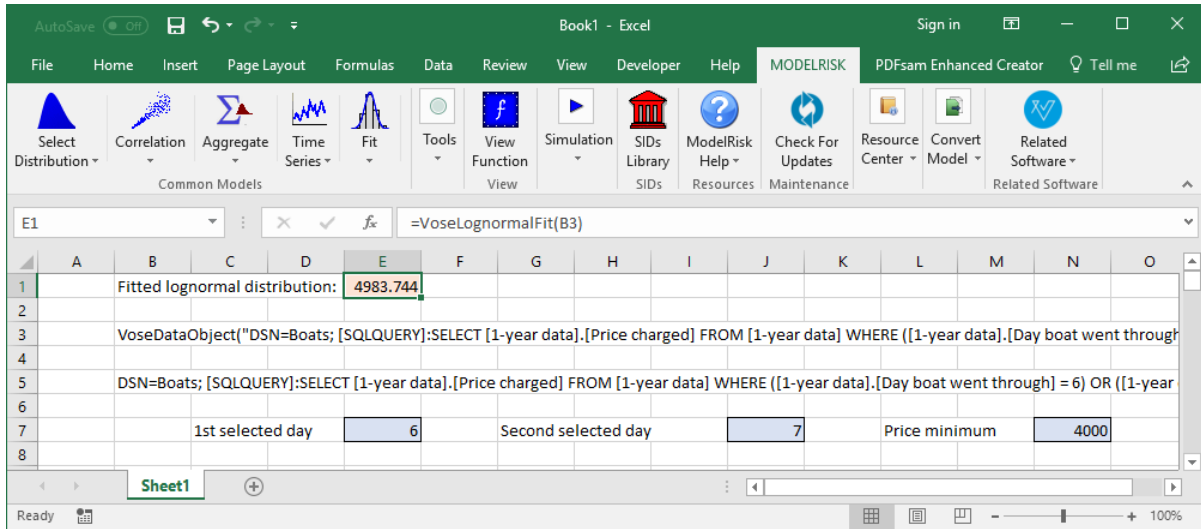 AutoSave Off Book1 - Excel Sign in
File Home Insert Page Layout Formulas Data Review View Developer Help MODELRISK PDFsam Enhanced Creator Tell me
Select Distribution Correlation Aggregate Time Series Fit Tools View Function Simulation SIDs Library ModelRisk Help Check For Updates Resource Center Convert Model Related Software
Common Models View SIDs Resources Maintenance Related Software
E1 fx =VoseLognormalFit(B3)
A B C D E F G H I J K L M N O
1 Fitted lognormal distribution: 4983.744
2
3 VoseDataObject("DSN=Boats; [SQLQUERY]:SELECT [1-year data].[Price charged] FROM [1-year data] WHERE ([1-year data].[Day boat went through
4
5 DSN=Boats; [SQLQUERY]:SELECT [1-year data].[Price charged] FROM [1-year data] WHERE ([1-year data].[Day boat went through] = 6) OR ([1-year
6
7 1st selected day 6 Second selected day 7 Price minimum 4000
8
Sheet1
Ready 100%